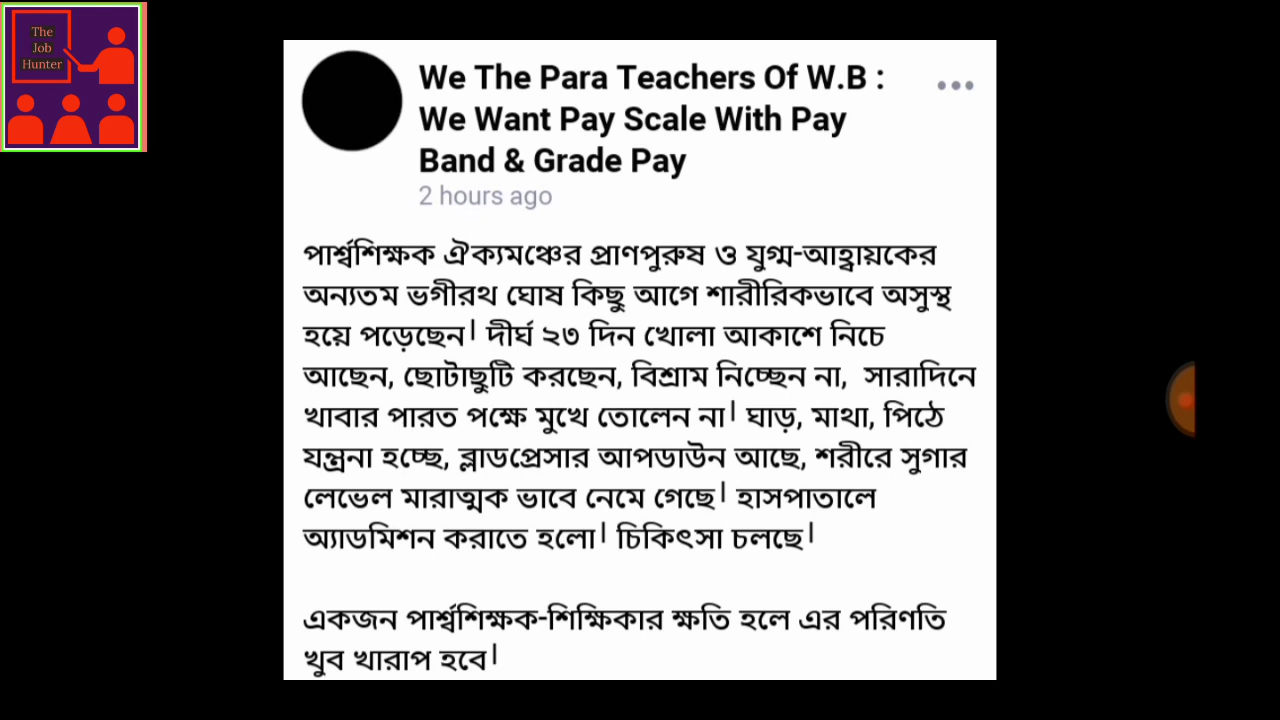 The
Job
Hunter
We The Para Teachers Of W.B :
We Want Pay Scale With Pay
Band & Grade Pay
2 hours ago
পার্শ্বশিক্ষক ঐক্যমঞ্চের প্রাণপুরুষ ও যুগ্ম-আহ্বায়কের
অন্যতম ভগীরথ ঘোষ কিছু আগে শারীরিকভাবে অসুস্থ
হয়ে পড়েছেন। দীর্ঘ ২৩ দিন খোলা আকাশে নিচে
আছেন, ছোটাছুটি করছেন, বিশ্রাম নিচ্ছেন না, সারাদিনে
খাবার পারত পক্ষে মুখে তোলেন না। ঘাড়, মাথা, পিঠে
যন্ত্রনা হচ্ছে, ব্লাডপ্রেসার আপডাউন আছে, শরীরে সুগার
লেভেল মারাত্মক ভাবে নেমে গেছে। হাসপাতালে
অ্যাডমিশন করাতে হলো। চিকিৎসা চলছে।
একজন পার্শ্বশিক্ষক-শিক্ষিকার ক্ষতি হলে এর পরিণতি
খুব খারাপ হবে।